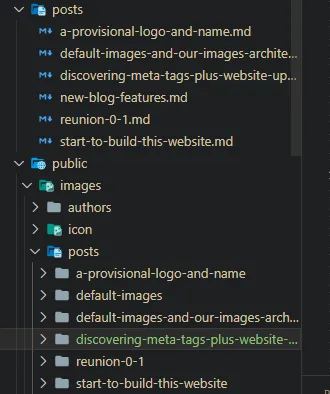 posts
a-provisional-logo-and-name.md
default-images-and-our-images-archite...
discovering-meta-tags-plus-website-up...
new-blog-features.md
reunion-0-1.md
start-to-build-this-website.md
public
images
authors
icon
posts
a-provisional-logo-and-name
default-images
default-images-and-our-images-arch...
discovering-meta-tags-plus-website-...
reunion-0-1
start-to-build-this-website